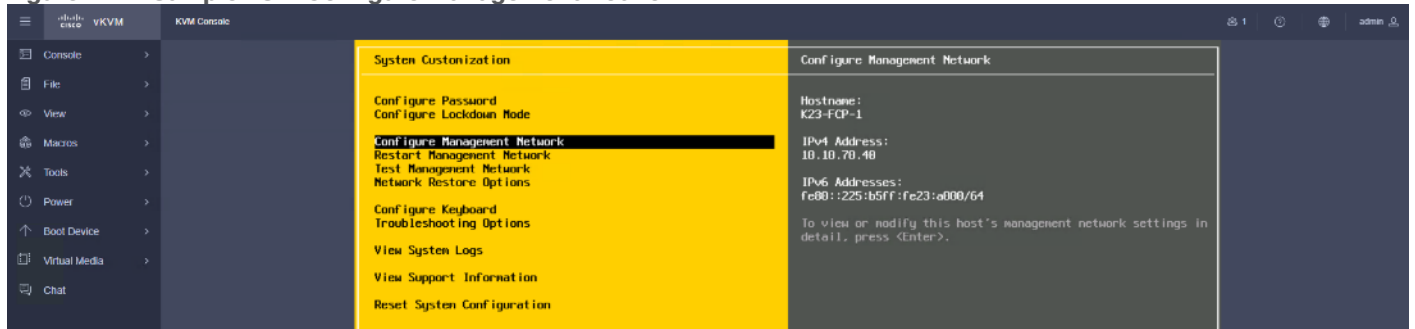 cisco vKVM
KVM Console
1
admin
Console
File
View
Macros
Tools
Power
Boot Device
Virtual Media
Chat
System Customization
Configure Password
Configure Lockdown Mode
Configure Management Network
Restart Management Network
Test Management Network
Network Restore Options
Configure Keyboard
Troubleshooting Options
View System Logs
View Support Information
Reset System Configuration
Configure Management Network
Hostname:
K23-FCP-1
IPv4 Address:
10.10.70.40
IPv6 Addresses:
fe80::225:b5ff:fe23:a000/64
To view or modify this host's management network settings in
detail, press <Enter>.